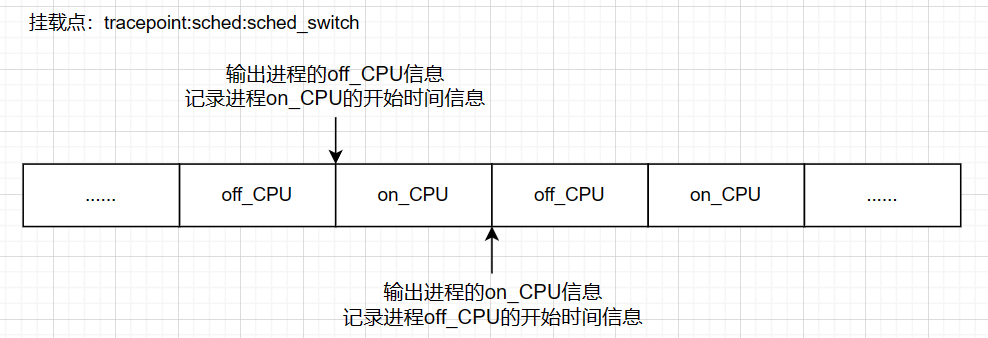 挂载点：tracepoint:sched:sched_switch
输出进程的off_CPU信息
记录进程on_CPU的开始时间信息
...... off_CPU on_CPU off_CPU on_CPU ......
输出进程的on_CPU信息
记录进程off_CPU的开始时间信息